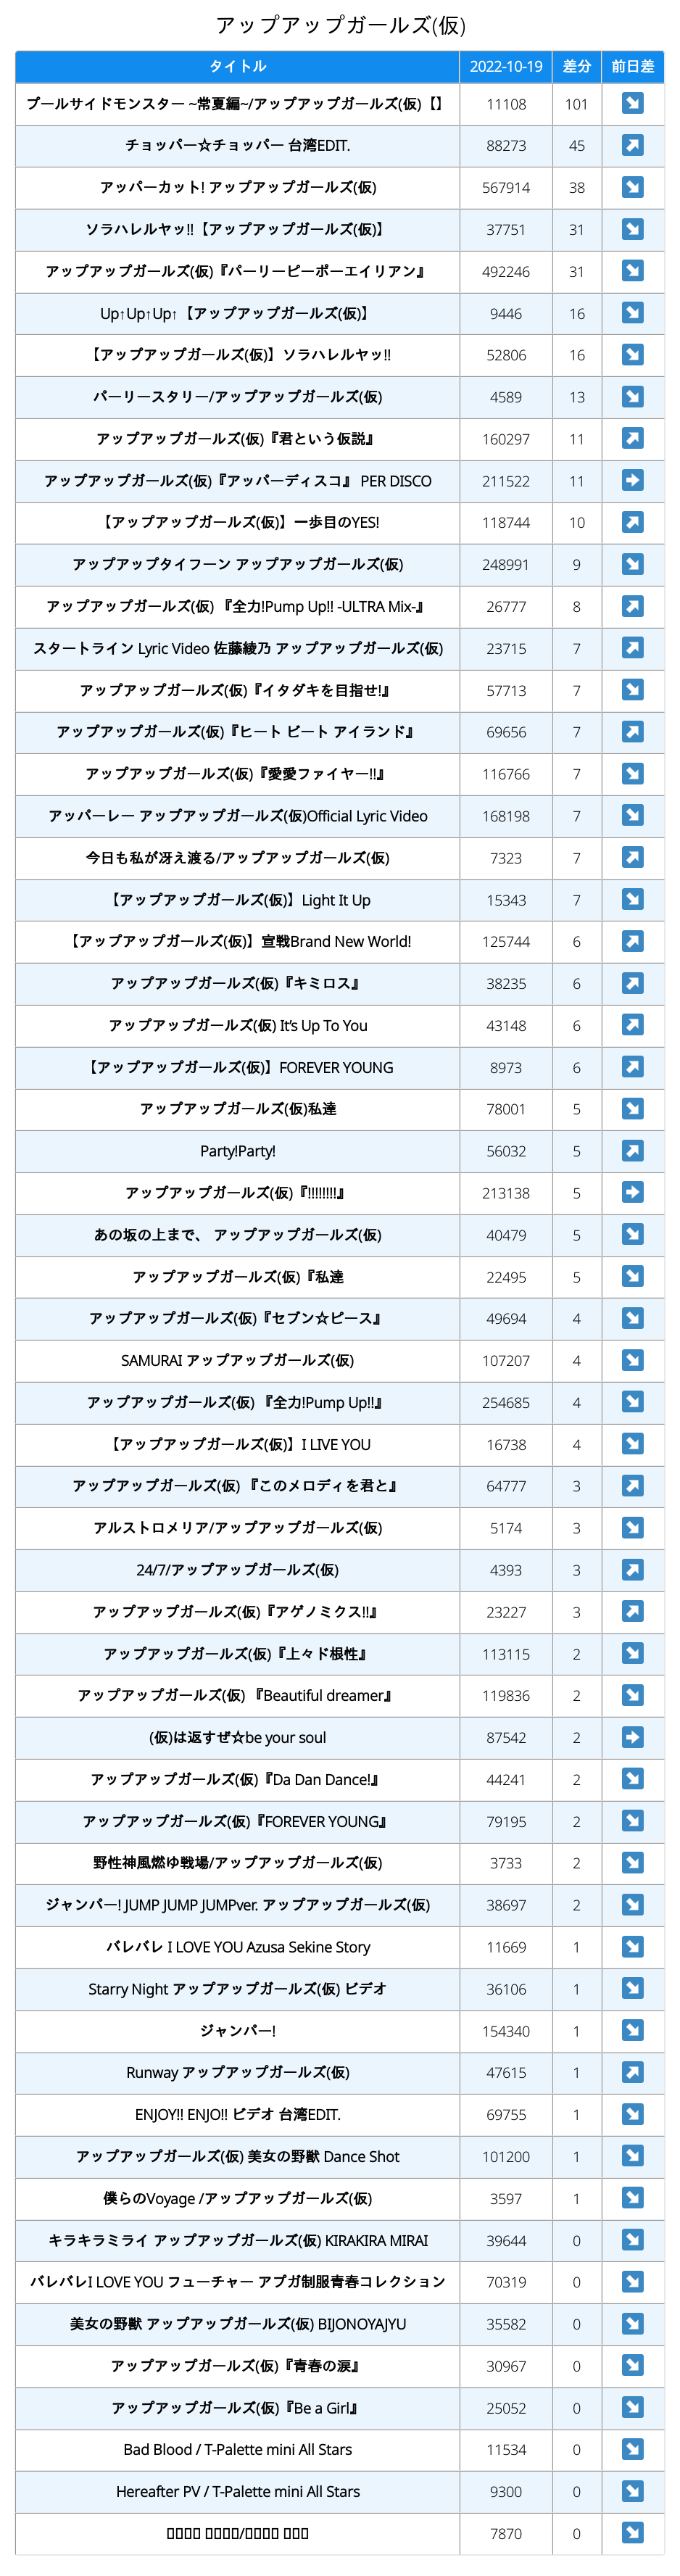 アップアップガールズ(仮)
タイトル 2022-10-19 差分 前日差
プールサイドモンスター ~常夏編~/アップアップガールズ(仮)【】 11108 101 ↘
チョッパー☆チョッパー 台湾EDIT. 88273 45 ↗
アッパーカット! アップアップガールズ(仮) 567914 38 ↘
ソラハレルヤッ!!【アップアップガールズ(仮)】 37751 31 ↘
アップアップガールズ(仮)『パーリーピーポーエイリアン』 492246 31 ↘
Up↑Up↑Up↑【アップアップガールズ(仮)】 9446 16 ↘
【アップアップガールズ(仮)】ソラハレルヤッ!! 52806 16 ↘
パーリースタリー/アップアップガールズ(仮) 4589 13 ↘
アップアップガールズ(仮)『君という仮説』 160297 11 ↗
アップアップガールズ(仮)『アッパーディスコ』 PER DISCO 211522 11 ➡
【アップアップガールズ(仮)】一歩目のYES! 118744 10 ↗
アップアップタイフーン アップアップガールズ(仮) 248991 9 ↘
アップアップガールズ(仮) 『全力!Pump Up!! -ULTRA Mix-』 26777 8 ↗
スタートライン Lyric Video 佐藤綾乃 アップアップガールズ(仮) 23715 7 ↗
アップアップガールズ(仮)『イタダキを目指せ!』 57713 7 ↘
アップアップガールズ(仮)『ヒート ビート アイランド』 69656 7 ↗
アップアップガールズ(仮)『愛愛ファイヤー!!』 116766 7 ↘
アッパーレー アップアップガールズ(仮)Official Lyric Video 168198 7 ↘
今日も私が冴え渡る/アップアップガールズ(仮) 7323 7 ↗
【アップアップガールズ(仮)】Light It Up 15343 7 ↘
【アップアップガールズ(仮)】宣戦Brand New World! 125744 6 ↗
アップアップガールズ(仮)『キミロス』 38235 6 ↗
アップアップガールズ(仮) It's Up To You 43148 6 ↗
【アップアップガールズ(仮)】FOREVER YOUNG 8973 6 ↗
アップアップガールズ(仮)私達 78001 5 ↘
Party!Party! 56032 5 ↗
アップアップガールズ(仮)『!!!!!!!!』 213138 5 ➡
あの坂の上まで、 アップアップガールズ(仮) 40479 5 ↘
アップアップガールズ(仮)『私達 22495 5 ↘
アップアップガールズ(仮)『セブン☆ピース』 49694 4 ↘
SAMURAI アップアップガールズ(仮) 107207 4 ↘
アップアップガールズ(仮) 『全力!Pump Up!!』 254685 4 ↘
【アップアップガールズ(仮)】I LIVE YOU 16738 4 ↘
アップアップガールズ(仮) 『このメロディを君と』 64777 3 ↗
アルストロメリア/アップアップガールズ(仮) 5174 3 ↘
24/7/アップアップガールズ(仮) 4393 3 ↗
アップアップガールズ(仮)『アゲノミクス!!』 23227 3 ↗
アップアップガールズ(仮)『上々ド根性』 113115 2 ↘
アップアップガールズ(仮) 『Beautiful dreamer』 119836 2 ↘
(仮)は返すぜ☆be your soul 87542 2 ➡
アップアップガールズ(仮)『Da Dan Dance!』 44241 2 ↘
アップアップガールズ(仮)『FOREVER YOUNG』 79195 2 ↘
野性神風燃ゆ戦場/アップアップガールズ(仮) 3733 2 ↘
ジャンパー! JUMP JUMP JUMPver. アップアップガールズ(仮) 38697 2 ↘
バレバレ I LOVE YOU Azusa Sekine Story 11669 1 ↘
Starry Night アップアップガールズ(仮) ビデオ 36106 1 ↘
ジャンパー! 154340 1 ↘
Runway アップアップガールズ(仮) 47615 1 ↗
ENJOY!! ENJO!! ビデオ 台湾EDIT. 69755 1 ↘
アップアップガールズ(仮) 美女の野獣 Dance Shot 101200 1 ↘
僕らのVoyage /アップアップガールズ(仮) 3597 1 ↘
キラキラミライ アップアップガールズ(仮) KIRAKIRA MIRAI 39644 0 ↘
バレバレI LOVE YOU フューチャー アプガ制服青春コレクション 70319 0 ↘
美女の野獣 アップアップガールズ(仮) BIJONOYAJYU 35582 0 ↘
アップアップガールズ(仮)『青春の涙』 30967 0 ↘
アップアップガールズ(仮)『Be a Girl』 25052 0 ↘
Bad Blood / T-Palette mini All Stars 11534 0 ↘
Hereafter PV / T-Palette mini All Stars 9300 0 ↘
7870 0 ↘